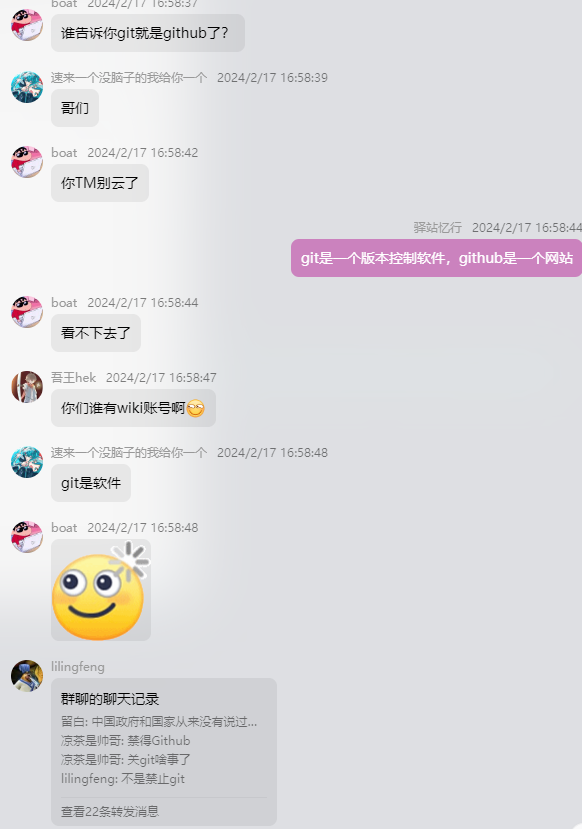 boat 2024/2/17 16:58:37
谁告诉你git就是github了?
速来一个没脑子的我给你一个 2024/2/17 16:58:39
哥们
boat 2024/2/17 16:58:42
你TM别云了
驿站忆行 2024/2/17 16:58:44
git是一个版本控制软件，github是一个网站
boat 2024/2/17 16:58:44
看不下去了
吾王hek 2024/2/17 16:58:47
你们谁有wiki账号啊
速来一个没脑子的我给你一个 2024/2/17 16:58:48
git是软件
boat 2024/2/17 16:58:48
lilingfeng
群聊的聊天记录
留白: 中国政府和国家从来没有说过...
凉茶是帅哥: 禁得Github
凉茶是帅哥: 关git啥事了
lilingfeng: 不是禁止git
查看22条转发消息